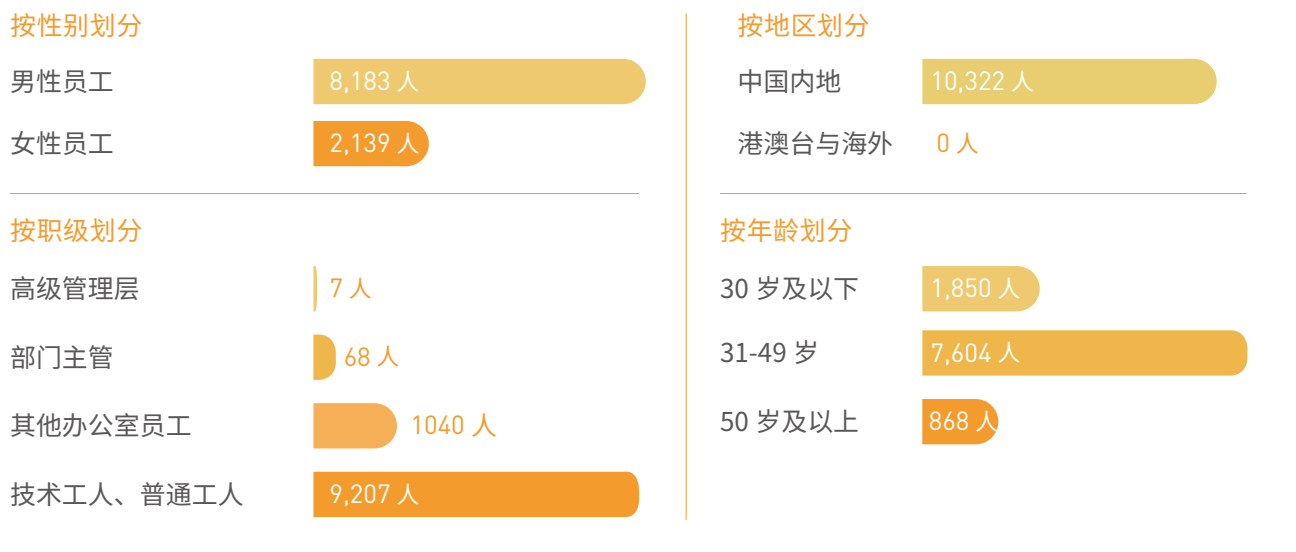 按性别划分
男性员工 8,183 人
女性员工 2,139 人
按职级划分
高级管理层 7 人
部门主管 68 人
其他办公室员工 1040 人
技术工人、普通工人 9,207 人
按地区划分
中国内地 10,322 人
港澳台与海外 0 人
按年龄划分
30 岁及以下 1,850 人
31-49 岁 7,604 人
50 岁及以上 868 人